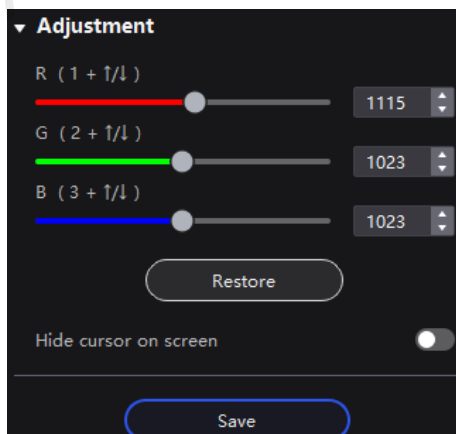 Adjustment
R ( 1 + ↑/↓ )
1115
G ( 2 + ↑/↓ )
1023
B ( 3 + ↑/↓ )
1023
Restore
Hide cursor on screen
Save